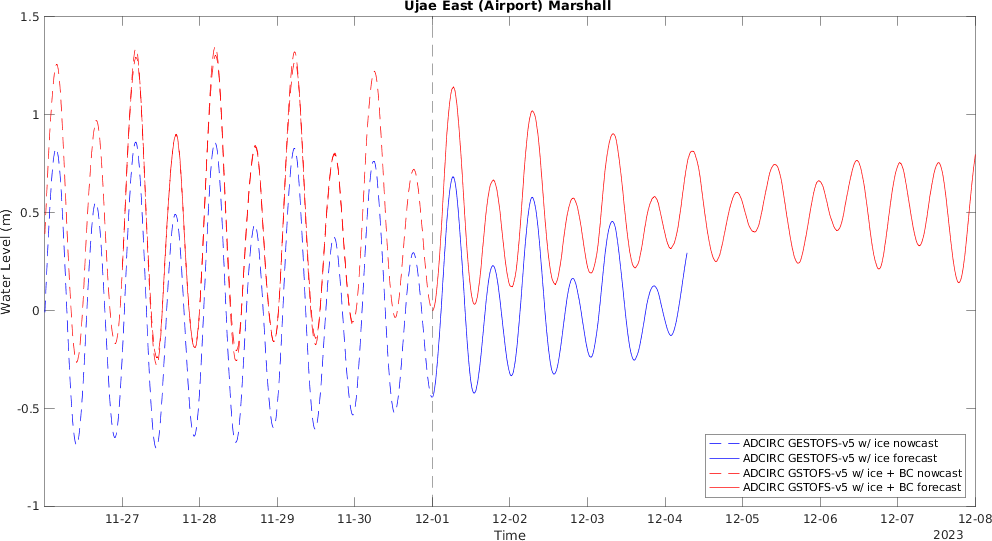 Ujae East (Airport) Marshall
Water Level (m)
1.5
1
0.5
0
-0.5
-1
ADCIRC GESTOFS-v5 w/ ice nowcast
ADCIRC GESTOFS-v5 w/ ice forecast
ADCIRC GSTOFS-v5 w/ ice + BC nowcast
ADCIRC GSTOFS-v5 w/ ice + BC forecast
11-27 11-28 11-29 11-30 12-01 12-02 12-03 12-04 12-05 12-06 12-07 12-08
Time
2023